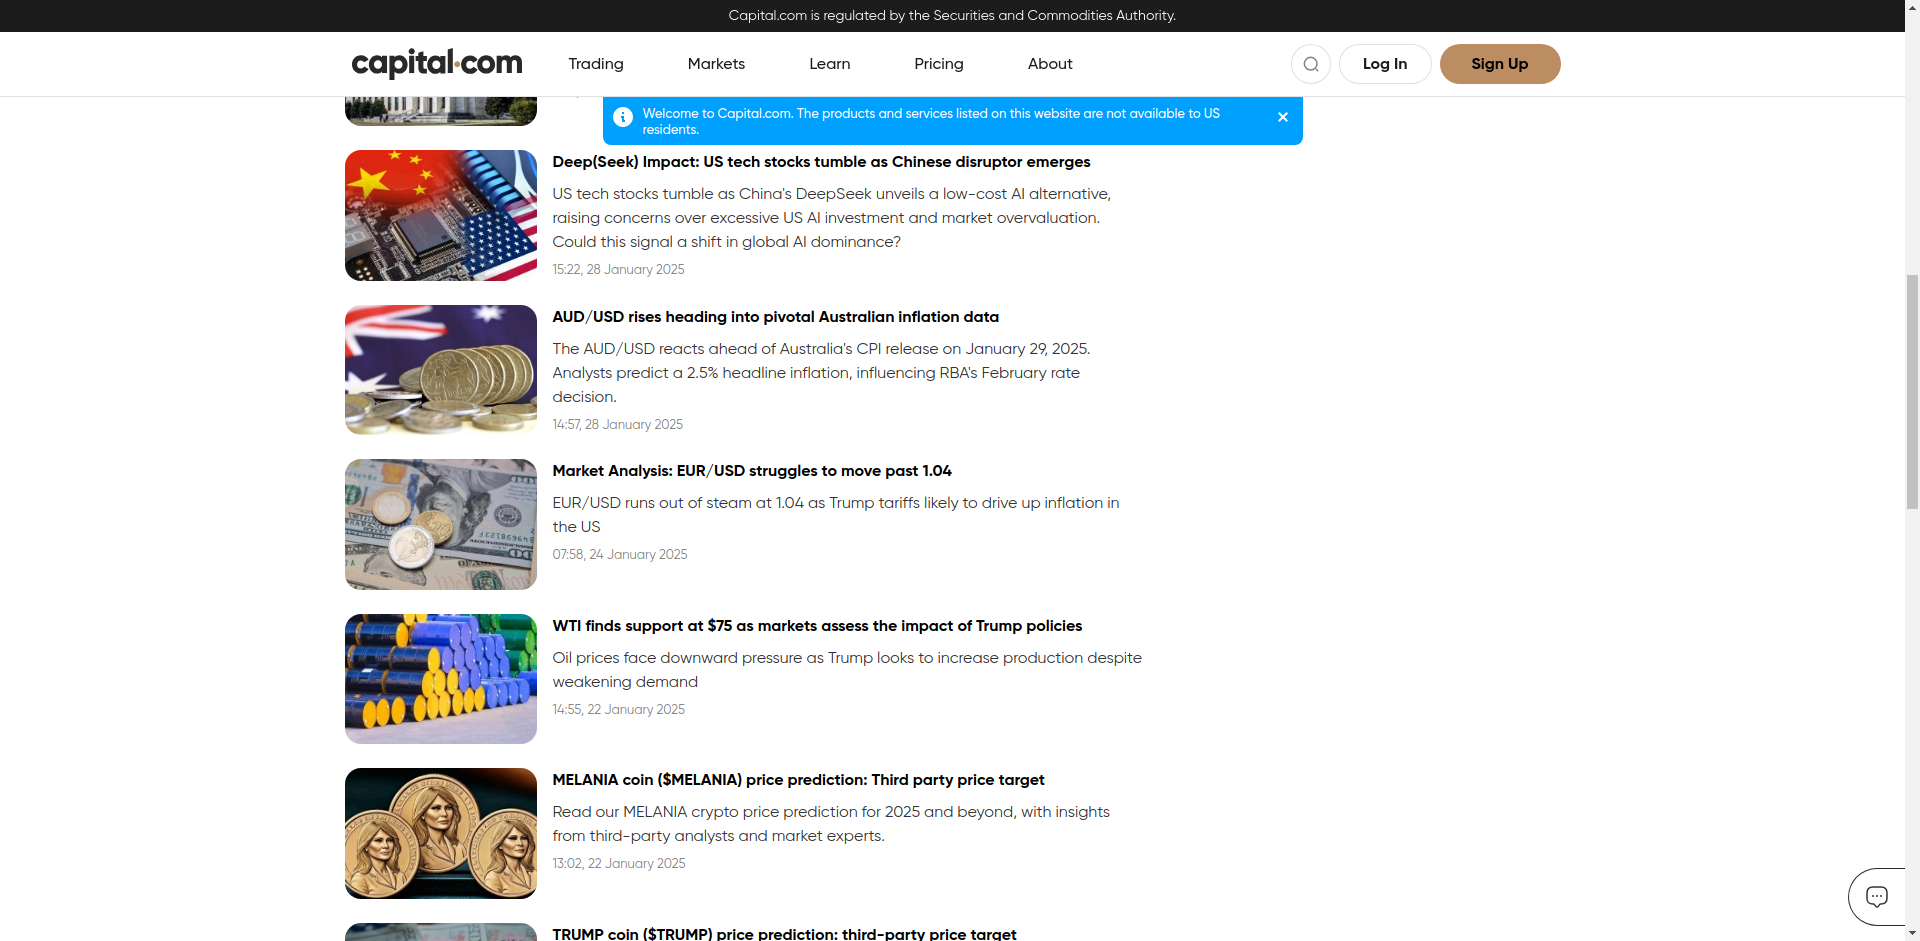 Capital.com is regulated by the Securities and Commodities Authority.
capital.com
Trading
Markets
Learn
Pricing
About
Log In
Sign Up
Welcome to Capital.com. The products and services listed on this website are not available to US
residents.
Deep(Seek) Impact: US tech stocks tumble as Chinese disruptor emerges
US tech stocks tumble as China's DeepSeek unveils a low-cost AI alternative,
raising concerns over excessive US AI investment and market overvaluation.
Could this signal a shift in global AI dominance?
15:22, 28 January 2025
AUD/USD rises heading into pivotal Australian inflation data
The AUD/USD reacts ahead of Australia's CPI release on January 29, 2025.
Analysts predict a 2.5% headline inflation, influencing RBA's February rate
decision.
14:57, 28 January 2025
Market Analysis: EUR/USD struggles to move past 1.04
EUR/USD runs out of steam at 1.04 as Trump tariffs likely to drive up inflation in
the US
07:58, 24 January 2025
WTI finds support at $75 as markets assess the impact of Trump policies
Oil prices face downward pressure as Trump looks to increase production despite
weakening demand
14:55, 22 January 2025
MELANIA coin ($MELANIA) price prediction: Third party price target
Read our MELANIA crypto price prediction for 2025 and beyond, with insights
from third-party analysts and market experts.
13:02, 22 January 2025
TRUMP coin ($TRUMP) price prediction: third-party price target